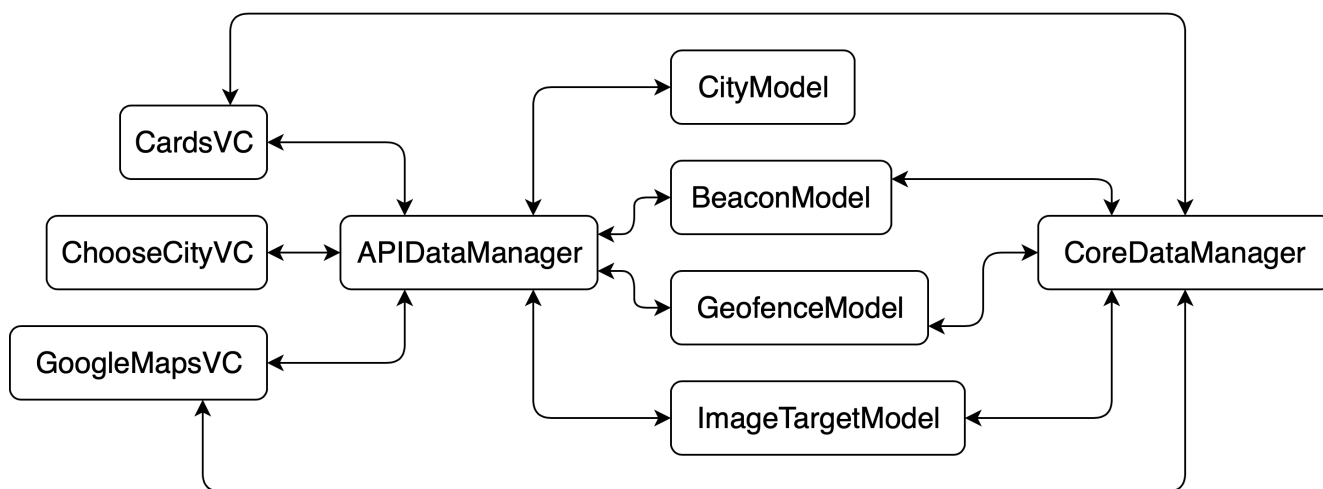 CityModel
CardsVC
BeaconModel
ChooseCityVC
APIDataManager
CoreDataManager
GeofenceModel
GoogleMapsVC
ImageTargetModel